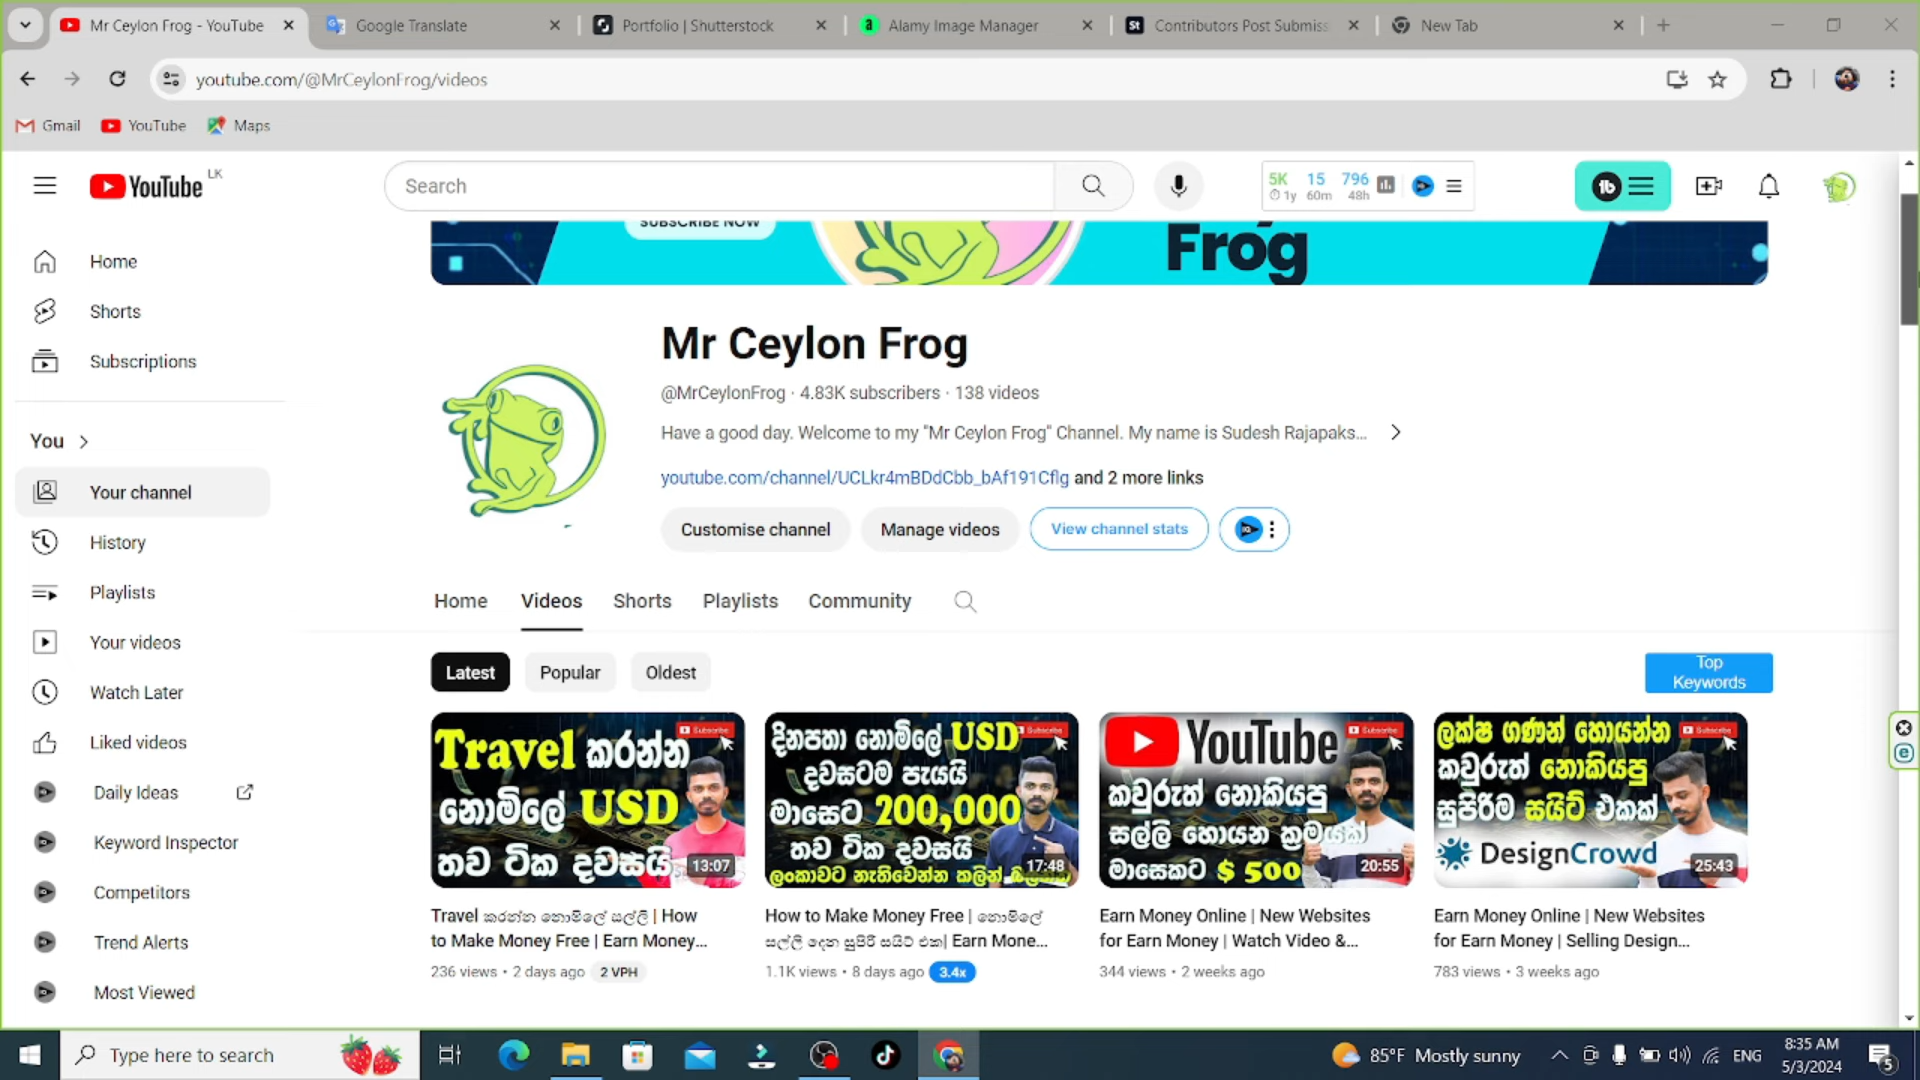 Mr Ceylon Frog - YouTube
Google Translate
Portfolio | Shutterstock
Alamy Image Manager
Contributors Post Submiss
New Tab
youtube.com/@MrCeylonFrog/videos
Gmail
YouTube
Maps
YouTube LK
Search
5K 15 796
1y 60m 48h
SUBSCRIBE NOW
Frog
Home
Shorts
Subscriptions
You
Your channel
History
Playlists
Your videos
Watch Later
Liked videos
Daily Ideas
Keyword Inspector
Competitors
Trend Alerts
Most Viewed
Mr Ceylon Frog
@MrCeylonFrog · 4.83K subscribers · 138 videos
Have a good day. Welcome to my "Mr Ceylon Frog" Channel. My name is Sudesh Rajapaks...
youtube.com/channel/UCLkr4mBDdCbb_bAf191Cflg and 2 more links
Customise channel
Manage videos
View channel stats
Home
Videos
Shorts
Playlists
Community
Latest
Popular
Oldest
Top
Keywords
Travel කරන්න
නොමිලේ USD
තව ටික දවසයි
Subscribe
13:07
දිනපතා නොමිලේ USD
දවසටම පැයයි
මාසෙට 200,000
තව ටික දවසයි
ලංකාවට නැතිවෙන්න කලින්
Subscribe
17:48
YouTube
කවුරුත් නොකියපු
සල්ලි හොයන ක්‍රමයක්
මාසෙකට $ 500
Subscribe
20:55
ලක්ෂ ගණන් හොයන්න
කවුරුත් නොකියපු
සුපිරිම සයිට් එකක්
DesignCrowd
Subscribe
25:43
Travel කරන්න නොමිලේ සල්ලි | How
to Make Money Free | Earn Money...
236 views • 2 days ago 2 VPH
How to Make Money Free | නොමිලේ
සල්ලි දෙන සුපිරි සයිට් එක| Earn Mone...
1.1K views • 8 days ago 3.4x
Earn Money Online | New Websites
for Earn Money | Watch Video &...
344 views • 2 weeks ago
Earn Money Online | New Websites
for Earn Money | Selling Design...
783 views • 3 weeks ago
Type here to search
85°F Mostly sunny
ENG
8:35 AM
5/3/2024
5